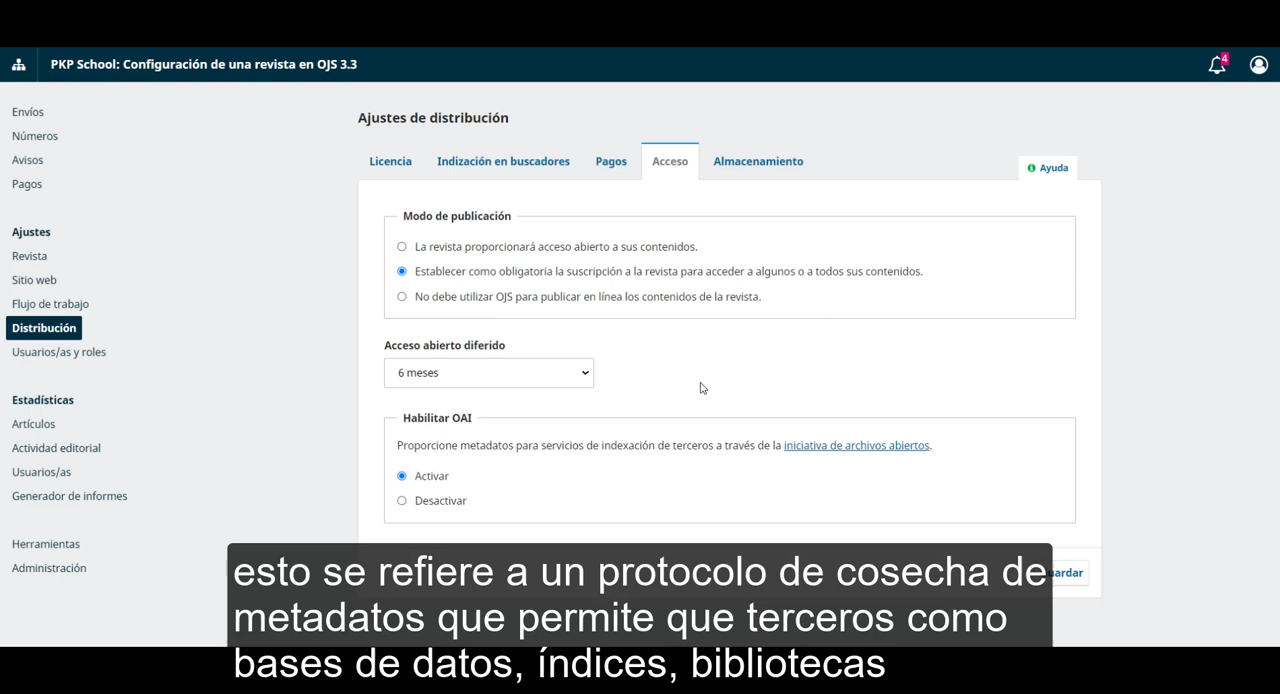 PKP School: Configuración de una revista en OJS 3.3
4
Envíos
Números
Avisos
Pagos
Ajustes
Revista
Sitio web
Flujo de trabajo
Distribución
Usuarios/as y roles
Estadísticas
Artículos
Actividad editorial
Usuarios/as
Generador de informes
Herramientas
Administración
Ajustes de distribución
Licencia
Indización en buscadores
Pagos
Acceso
Almacenamiento
Ayuda
Modo de publicación
La revista proporcionará acceso abierto a sus contenidos.
Establecer como obligatoria la suscripción a la revista para acceder a algunos o a todos sus contenidos.
No debe utilizar OJS para publicar en línea los contenidos de la revista.
Acceso abierto diferido
6 meses
Habilitar OAI
Proporcione metadatos para servicios de indexación de terceros a través de la iniciativa de archivos abiertos.
Activar
Desactivar
esto se refiere a un protocolo de cosecha de
metadatos que permite que terceros como
bases de datos, índices, bibliotecas